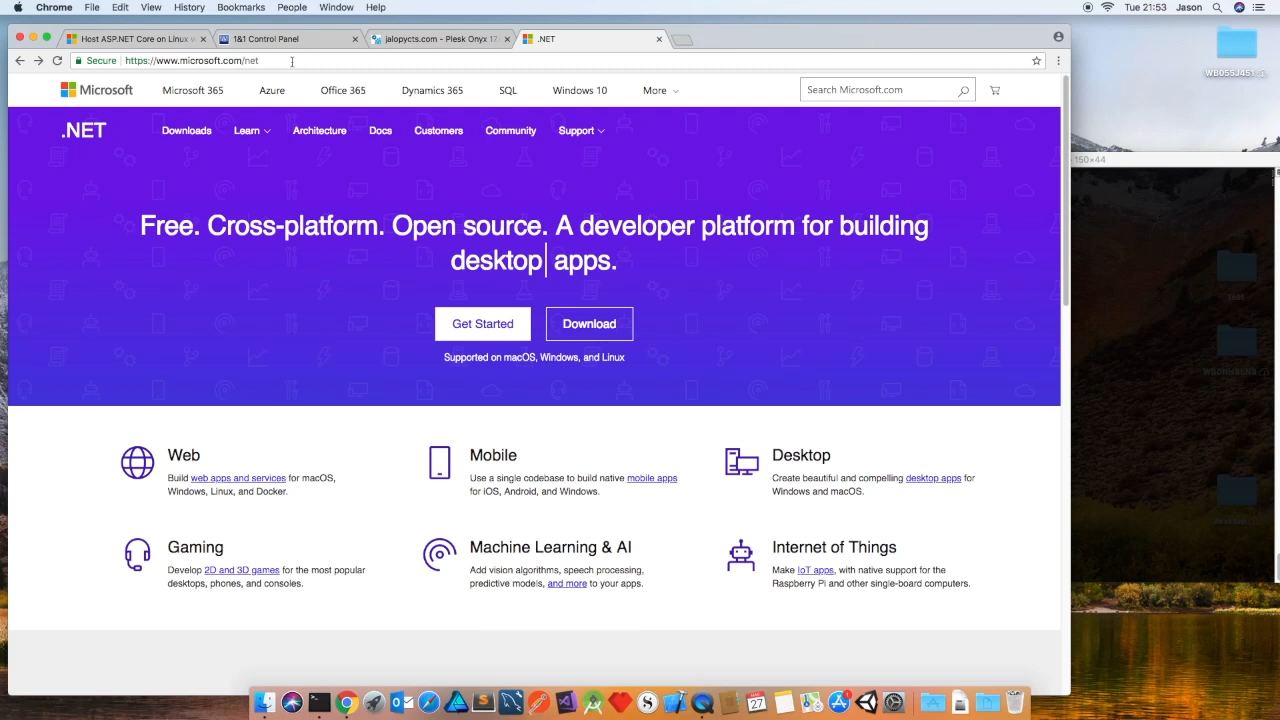 Chrome File Edit View History Bookmarks People Window Help Tue 21:53 Jason
Host ASP.NET Core on Linux 1&1 Control Panel jalopycts.com - Plesk Onyx 17 .NET
Secure https://www.microsoft.com/net
WB055J451
Microsoft Microsoft 365 Azure Office 365 Dynamics 365 SQL Windows 10 More Search Microsoft.com
.NET Downloads Learn Architecture Docs Customers Community Support
150×44
Free. Cross-platform. Open source. A developer platform for building
desktop apps.
Get Started Download
Supported on macOS, Windows, and Linux
Web
Build web apps and services for macOS,
Windows, Linux, and Docker.
Mobile
Use a single codebase to build native mobile apps
for iOS, Android, and Windows.
Desktop
Create beautiful and compelling desktop apps for
Windows and macOS.
Gaming
Develop 2D and 3D games for the most popular
desktops, phones, and consoles.
Machine Learning & AI
Add vision algorithms, speech processing,
predictive models, and more to your apps.
Internet of Things
Make IoT apps, with native support for the
Raspberry Pi and other single-board computers.
27